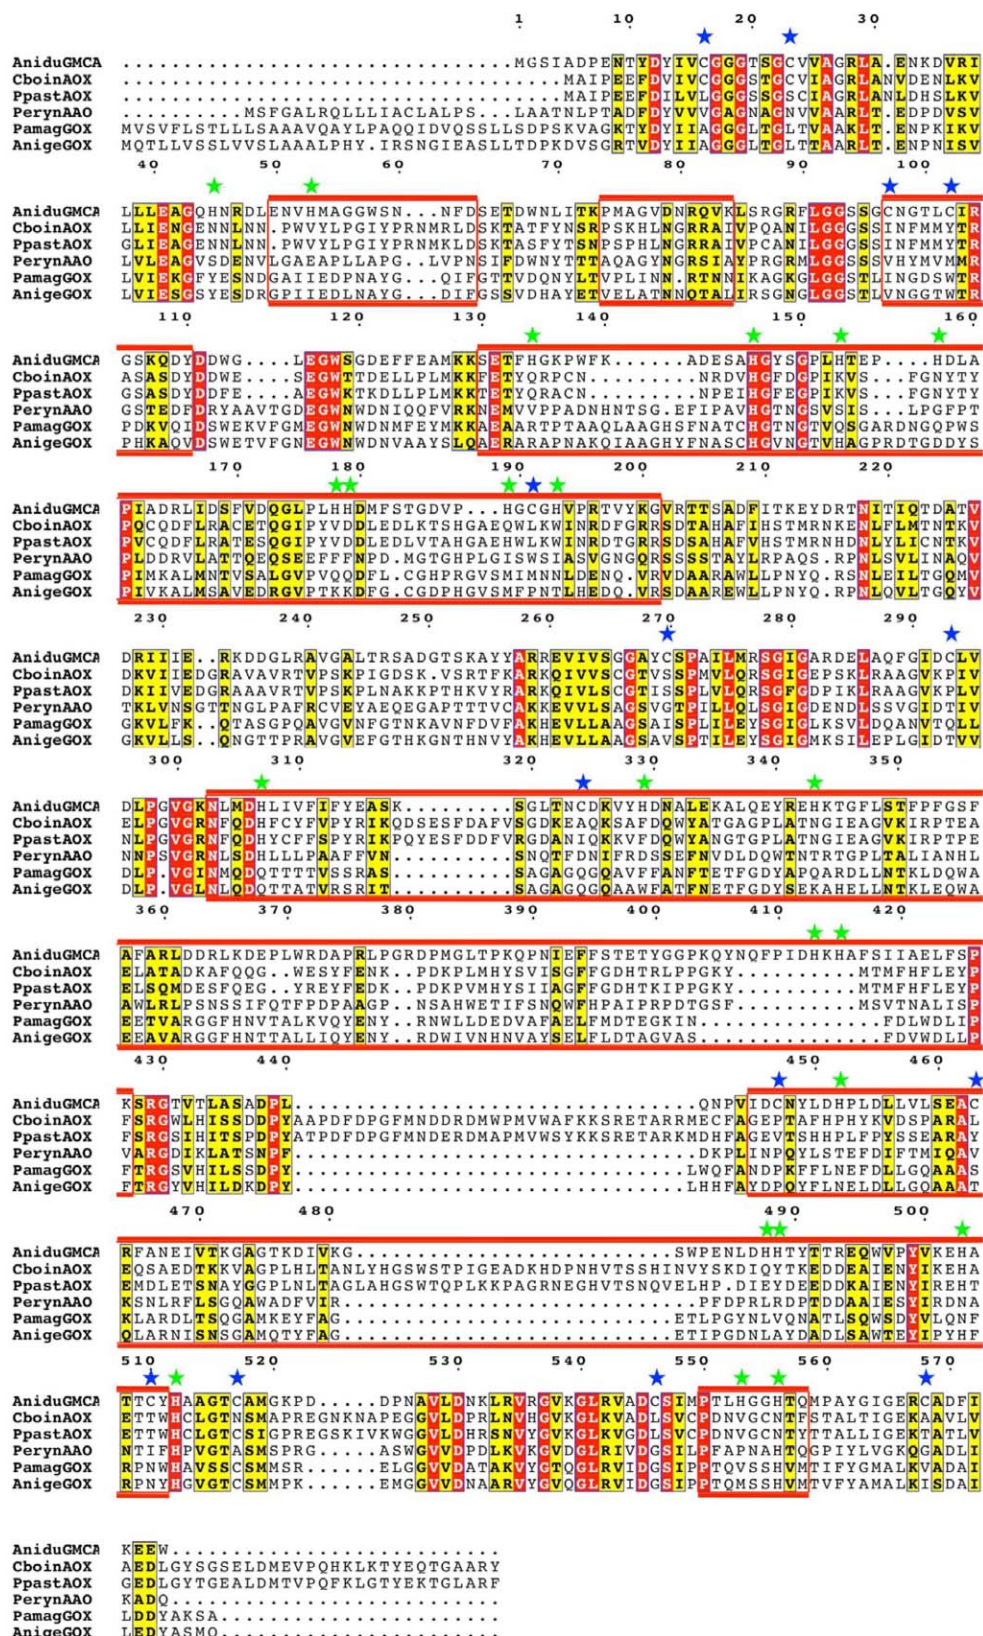 1 10 20 30
AniduGMCA ................................MGSIADPENTYDYIVCGGGTSGCVVAGRLA.ENKDVRI
CboinAOX ....................................MAIPEEFDVIVCGGGSTGCVIAGRLANVDENLKV
PpastAOX ....................................MAIPEEFDILVLGGGSSGSCIAGRLANLDHSLKV
PerynAAO ..........MSFGALRQLLLIACLALPS...LAATNLPTADFDYVVVGAGNAGNVVAARLT.EDPDVSV
PamagGOX MVSVFLSTLLLSAAAVQAYLPAQQIDVQSSLLSDPSKVAGKTYDYIIAGGGLTGLTVAAKLT.ENPKIKV
AnigeGOX MQTLLVSSLVVSLAAALPHY.IRSNGIEASLLTDPKDVSGRTVDYIIAGGGLTGLTTAARLT.ENPNISV
40 50 60 70 80 90 100
AniduGMCA LLLEAGQHNRDLENVHMAGGWSN...NFDSETDWNLITKPMAGVDNRQVKLSRGRFLGGSSGCNGTLCIR
CboinAOX LLIENGENNLNN.PWVYLPGIYPRNMRLDSKTATFYNSRPSKHLNGRRAIVPCANILGGGSSINFMMYTR
PpastAOX LLIEAGENNLNN.PWVYLPGIYPRNMKLDSKTASFYTSNPSPHLNGRRAIVPCANVLGGGSSINFMMYTR
PerynAAO LVLEAGVSDENVLGAEAPLLAPG..LVPNSIFDWNYTTTAQAGYNGRSIAYPRGRMLGGSSSVHYMVMMR
PamagGOX LVIEKGFYESNDGAIIEDPNAYG...QIFGTTVDQNYLTVPLINN.RTNNIKAGKGLGGSTLINGDSWTR
AnigeGOX LVIESGSYESDRGPIIEDLNAYG...DIFGSSVDHAYETVELATNNQTALIRSGNGLGGSTLVNGGTWTR
110 120 130 140 150 160
AniduGMCA GSKQDYDDWG....LEGWSGDEFFEAMKKSETFHGKPWFK.....ADESAHGYSGPLHTEP...HDLA
CboinAOX ASASDYDDWE....SEGWTTDELLPLMKKFETYQRPCN.......NRDVHGFDGPIKVS...FGNYTY
PpastAOX GSASDYDDFE....AEGWKTKDLLPLMKKTETYQRACN.......NPEIHGFEGPIKVS...FGNYTY
PerynAAO GSTEDFDRYAAVTGDEGWNWDNIQQFVRKNEMVVPPADNHNTSG.EFIPAVHGTNGSVSIS...LPGFPT
PamagGOX PDKVQIDSWEKVFGMEGWNWDNMFEYMKKAEAARTPTAAQLAAGHSFNATCHGTNGTVQSGARDNGQPWS
AnigeGOX PHKAQVDSWETVFGNEGWNWDNVAAYSLQAERARAPNAKQIAAGHYFNASCHGVNGTVHAGPRDTGDDYS
170 180 190 200 210 220
AniduGMCA PIADRLIDSFVDQGLPLHHDMFSTGDVP..HGCGHVPRTVYKGVRTTSADFITKEYDRTNITIQTDATV
CboinAOX PQCQDFLRACETQGIPYVDDLEDLKTSHGAEQWLKWINRDFGRRSDTAHAFIHSTMRNKENLFLMTNTKV
PpastAOX PVCQDFLRATESQGIPYVDDLEDLVTAHGAEHWLKWINRDTGRRSDSAHAFVHSTMRNHDNLYLICNTKV
PerynAAO PLDDRVLATTQEQSEEFFFNPD.MGTGHPLGISWSIASVGNGQRSSSSTAYLRPAQS.RPNLSVLINAQV
PamagGOX PIMKALMNTVSALGVPVQQDFL.CGHPRGVSMIMNNLDENQ.VRVDAARAWLLPNYQ.RSNLEILTGQMV
AnigeGOX PIVKALMSAVEDRGVPTKKDFG.CGDPHGVSMFPNTLHEDQ.VRSDAAREWLLPNYQ.RPNLQVLTGQYV
230 240 250 260 270 280 290
AniduGMCA DRIIIE..RKDDGLRAVGALTRSADGTSKAYYARREVIVSGGAYCSPAILMRSGIGARDELAQFGIDCLV
CboinAOX DKVIIEDGRAVAVRTVPSKPIGDSK.VSRTFKARKQIVVSCGTVSSPMVLQRSGIGEPSKLRAAGVKPIV
PpastAOX DKIIVEDGRAAAVRTVPSKPLNAKKPTHKVYRARKQIVLSCGTISSPLVLQRSGFGDPIKLRAAGVKPLV
PerynAAO TKLVNSGTTNGLPAFRCVEYAEQEGAPTTTVCAKKEVVLSAGSVGTPILLQLSGIGDENDLSSVGIDTIV
PamagGOX GKVLFK..QTASGPQAVGVNFGTNKAVNFDVFAKHEVLLAAGSAISPLILEYSGIGLKSVLDQANVTQLL
AnigeGOX GKVLLS..QNGTTPRAVGVEFGTHKGNTHNVYAKHEVLLAAGSAVSPTILEYSGIGMKSILEPLGIDTVV
300 310 320 330 340 350
AniduGMCA DLPGVGKNLMDHLIVFIFYEASK.........SGLTNCDKVYHDNALEKALQEYREHKTGFLSTFPFGSF
CboinAOX ELPGVGRNFQDHFCYFVPYRIKQDSESFDAFVSGDKEAQKSAFDQWYATGAGPLATNGIEAGVKIRPTEA
PpastAOX NLPGVGRNFQDHYCFFSPYRIKPQYESFDDFVRGDANIQKKVFDQWYANGTGPLATNGIEAGVKIRPTPE
PerynAAO NNPSVGRNLSDHLLLPAAFFVN..........SNQTFDNIFRDSSEFNVDLDQWTNTRTGPLTALIANHL
PamagGOX DLP.VGINMQDQTTTTVSSRAS.........SAGAGQGQAVFFANFTETFGDYAPQARDLLNTKLDQWA
AnigeGOX DLP.VGLNLQDQTTATVRSRIT.........SAGAGQGQAAWFATFNETFGDYSEKAHELLNTKLEQWA
360 370 380 390 400 410 420
AniduGMCA AFARLDDRLKDEPLWRDAPRLPGRDPMGLTPKQPNIEFFSTETYGGPKQYNQFPIDHKHAFSIIAELFSP
CboinAOX ELATADKAFQQG..WESYFENK..PDKPLMHYSVISGFFGDHTRLPPGKY..........MTMFHFLEYP
PpastAOX ELSQMDESFQEG..YREYFEDK..PDKPVMHYSIIAGFFGDHTKIPPGKY..........MTMFHFLEYP
PerynAAO AWLRLPSNSSIFQTFPDPAAGP..NSAHWETIFSNQWFHPAIPRPDTGSF..........MSVTNALISP
PamagGOX EETVARGGFHNVTALKVQYENY..RNWLLDEDVAFAELFMDTEGKIN.............FDLWDLIP
AnigeGOX EEAVARGGFHNTTALLIQYENY..RDWIVNHNVAYSELFLDTAGVAS.............FDVWDLLP
430 440 450 460
AniduGMCA KSRGTVTLASADPL.................................QNPVIDCNYLDHPLDLLVLSEAC
CboinAOX FSRGWLHISSDDPYAAPDFDPGFMNDDRDMWPMVWAFKKSRETARRMECFAGEPTAFHPHYKVDSPARAL
PpastAOX FSRGSIHITSPDPYATPDFDPGFMNDERDMAPMVWSYKKSRETARKMDHFAGEVTSHHPLFPYSSEARAY
PerynAAO VARGDIKLATSNPF.................................DKPLINPQYLSTEFDIFTMIQAV
PamagGOX FTRGSVHILSSDPY................................LWQFANDPKFFLNEFDLLGQAAAS
AnigeGOX FTRGYVHILDKDPY................................LHHFAYDPQYFLNELDLLGQAAAT
470 480 490 500
AniduGMCA RFANEIVTKGAGTKDIVKG..........................SWPENLDHHTYTTREQWVPYVKEHA
CboinAOX EQSAEDTKKVAGPLHLTANLYHGSWSTPIGEADKHDPNHVTSSHINVYSKDIQYTKEDDEAIENYIKEHA
PpastAOX EMDLETSNAYGGPLNLTAGLAHGSWTQPLKKPAGRNEGHVTSNQVELHP.DIEYDEEDDKAIENYIREHT
PerynAAO KSNLRFLSGQAWADFVIR..........................PFDPRLRDPTDDAAIESYIRDNA
PamagGOX KLARDLTSQGAMKEYFAG..........................ETLPGYNLVQNATLSQWSDYVLQNF
AnigeGOX QLARNISNSGAMQTYFAG..........................ETIPGDNLAYDADLSAWTEYIPYHF
510 520 530 540 550 560 570
AniduGMCA TTCYHAAGTCAMGKPD.....DPNAVLDNKLRVRGVKGLRVADCSIMPTLHGGHTQMPAYGIGERCADFI
CboinAOX ETTWHCLGTNSMAPREGNKNAPEGGVLDPRLNVHGVKGLKVADLSVCPDNVGCNTFSTALTIGEKAAVLV
PpastAOX ETTWHCLGTCSIGPREGSKIVKWGGVLDHRSNVYGVKGLKVGDLSVCPDNVGCNTYTTALLIGEKTATLV
PerynAAO NTIFHPVGTASMSPRG.....ASWGVVDPDLKVKGVDGLRIVDGSILPFAPNAHTQGPIYLVGKQGADLI
PamagGOX RPNWHAVSSCSMMSR......ELGGVVDATAKVYGTQGLRVIDGSIPPTQVSSHVMTIFYGMALKVADAI
AnigeGOX RPNYHGVGTCSMMPK......EMGGVVDNAARVYGVQGLRVIDGSIPPTQMSSHVMTVFYAMALKISDAI
AniduGMCA KEEW...........................
CboinAOX AEDLGYSGSELDMEVPQHKLKTYEQTGAARY
PpastAOX GEDLGYTGEALDMTVPQFKLGTYEKTGLARF
PerynAAO KADQ...........................
PamagGOX LDDYAKSA.......................
AnigeGOX LEDYASMQ.......................